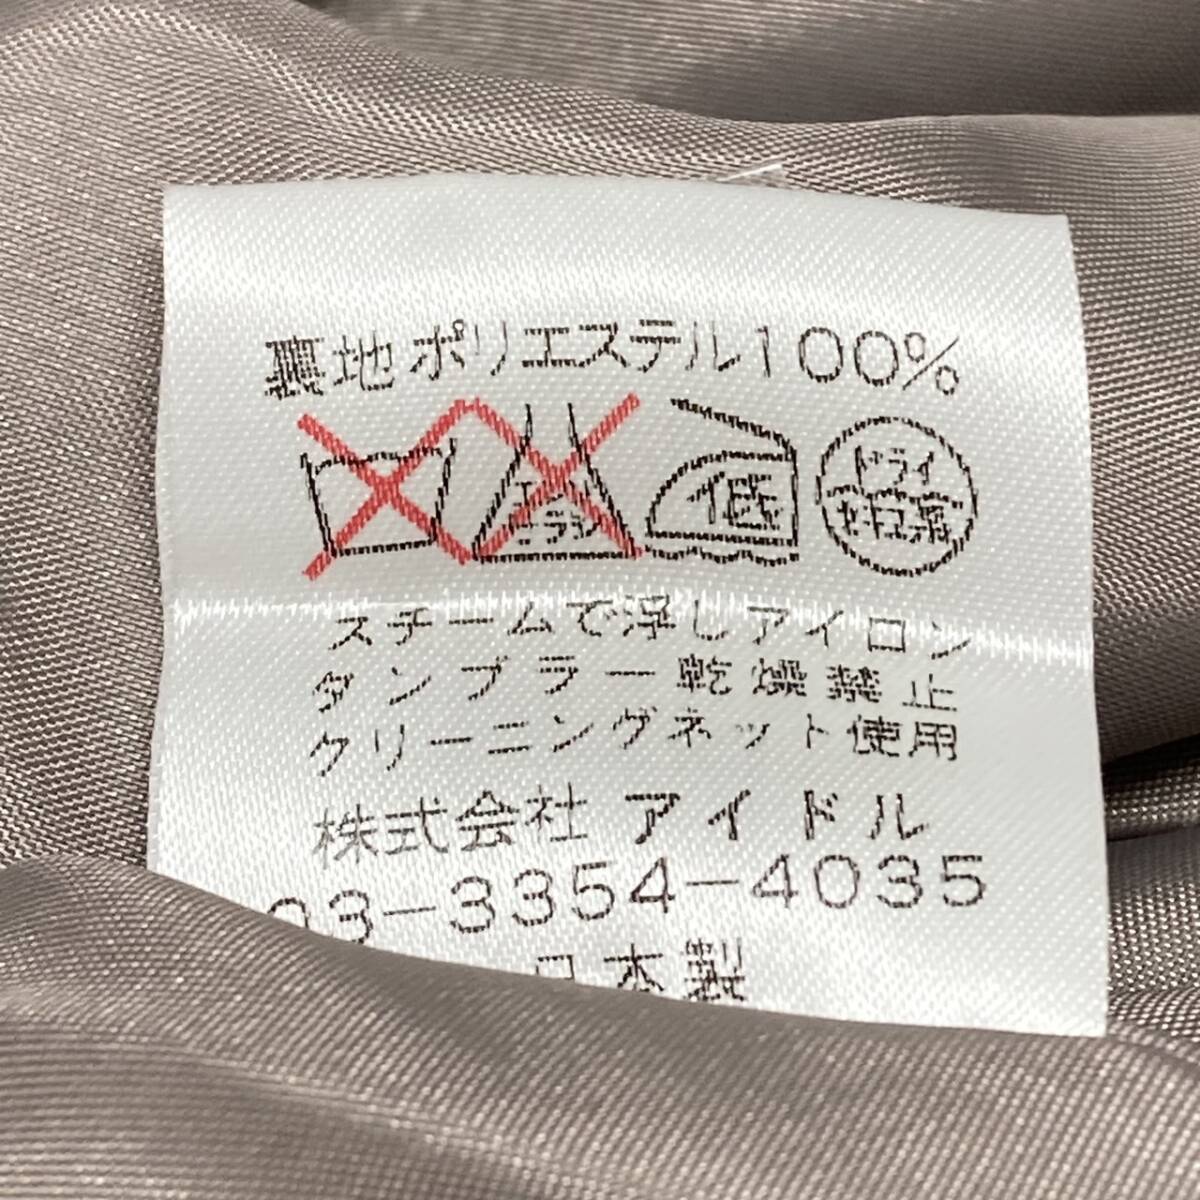 裏地ポリエステル100%
エンソ
サラシ
低
ドライ
セキユ系
スチームで浮しアイロン
タンブラー乾燥禁止
クリーニングネット使用
株式会社 アイドル
03-3354-4035
日本製